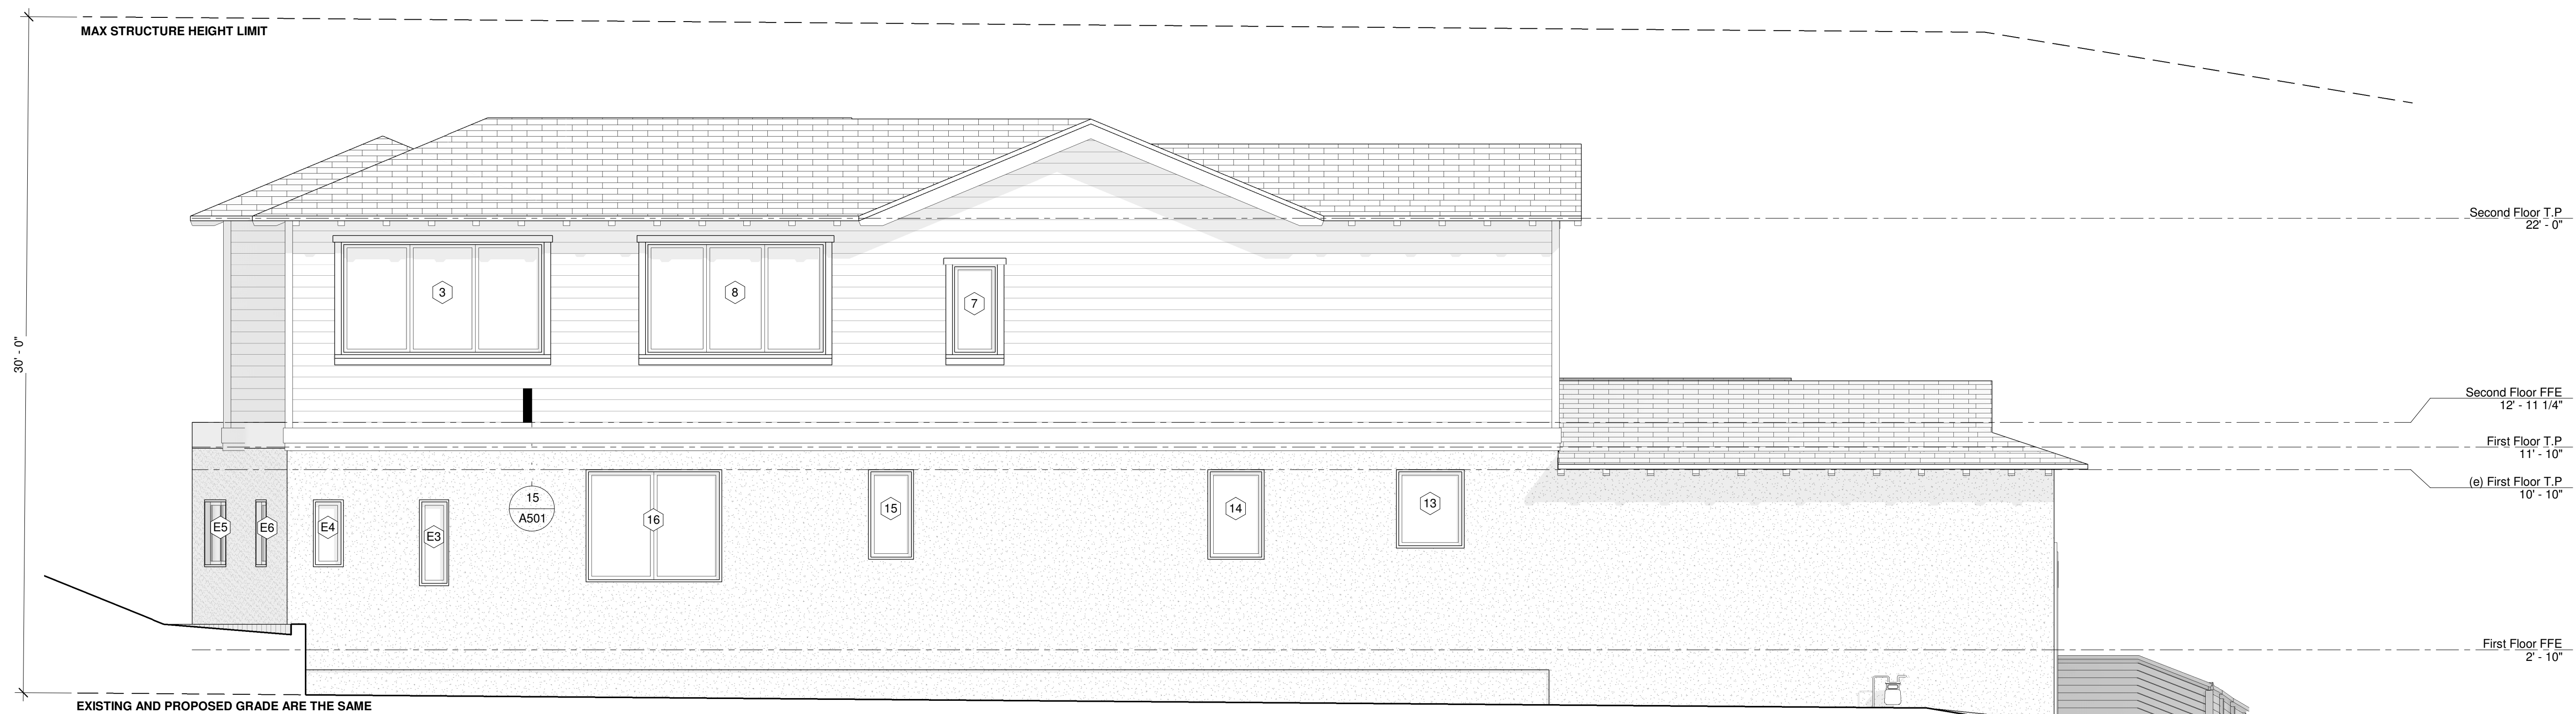 MAX STRUCTURE HEIGHT LIMIT
30' - 0"
Second Floor T.P
22' - 0"
3
8
7
Second Floor FFE
12' - 11 1/4"
First Floor T.P
11' - 10"
(e) First Floor T.P
10' - 10"
E5
E6
E4
E3
15
A501
16
15
14
13
First Floor FFE
2' - 10"
EXISTING AND PROPOSED GRADE ARE THE SAME